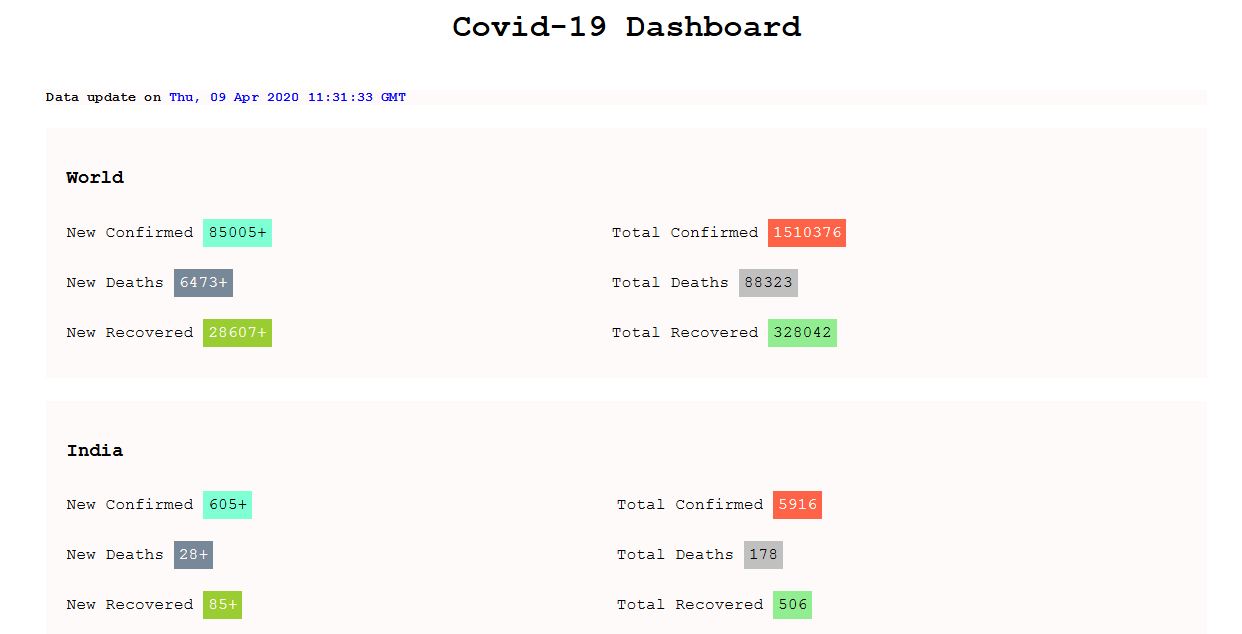 Covid-19 Dashboard
Data update on Thu, 09 Apr 2020 11:31:33 GMT
World
New Confirmed 85005+ Total Confirmed 1510376
New Deaths 6473+ Total Deaths 88323
New Recovered 28607+ Total Recovered 328042
India
New Confirmed 605+ Total Confirmed 5916
New Deaths 28+ Total Deaths 178
New Recovered 85+ Total Recovered 506